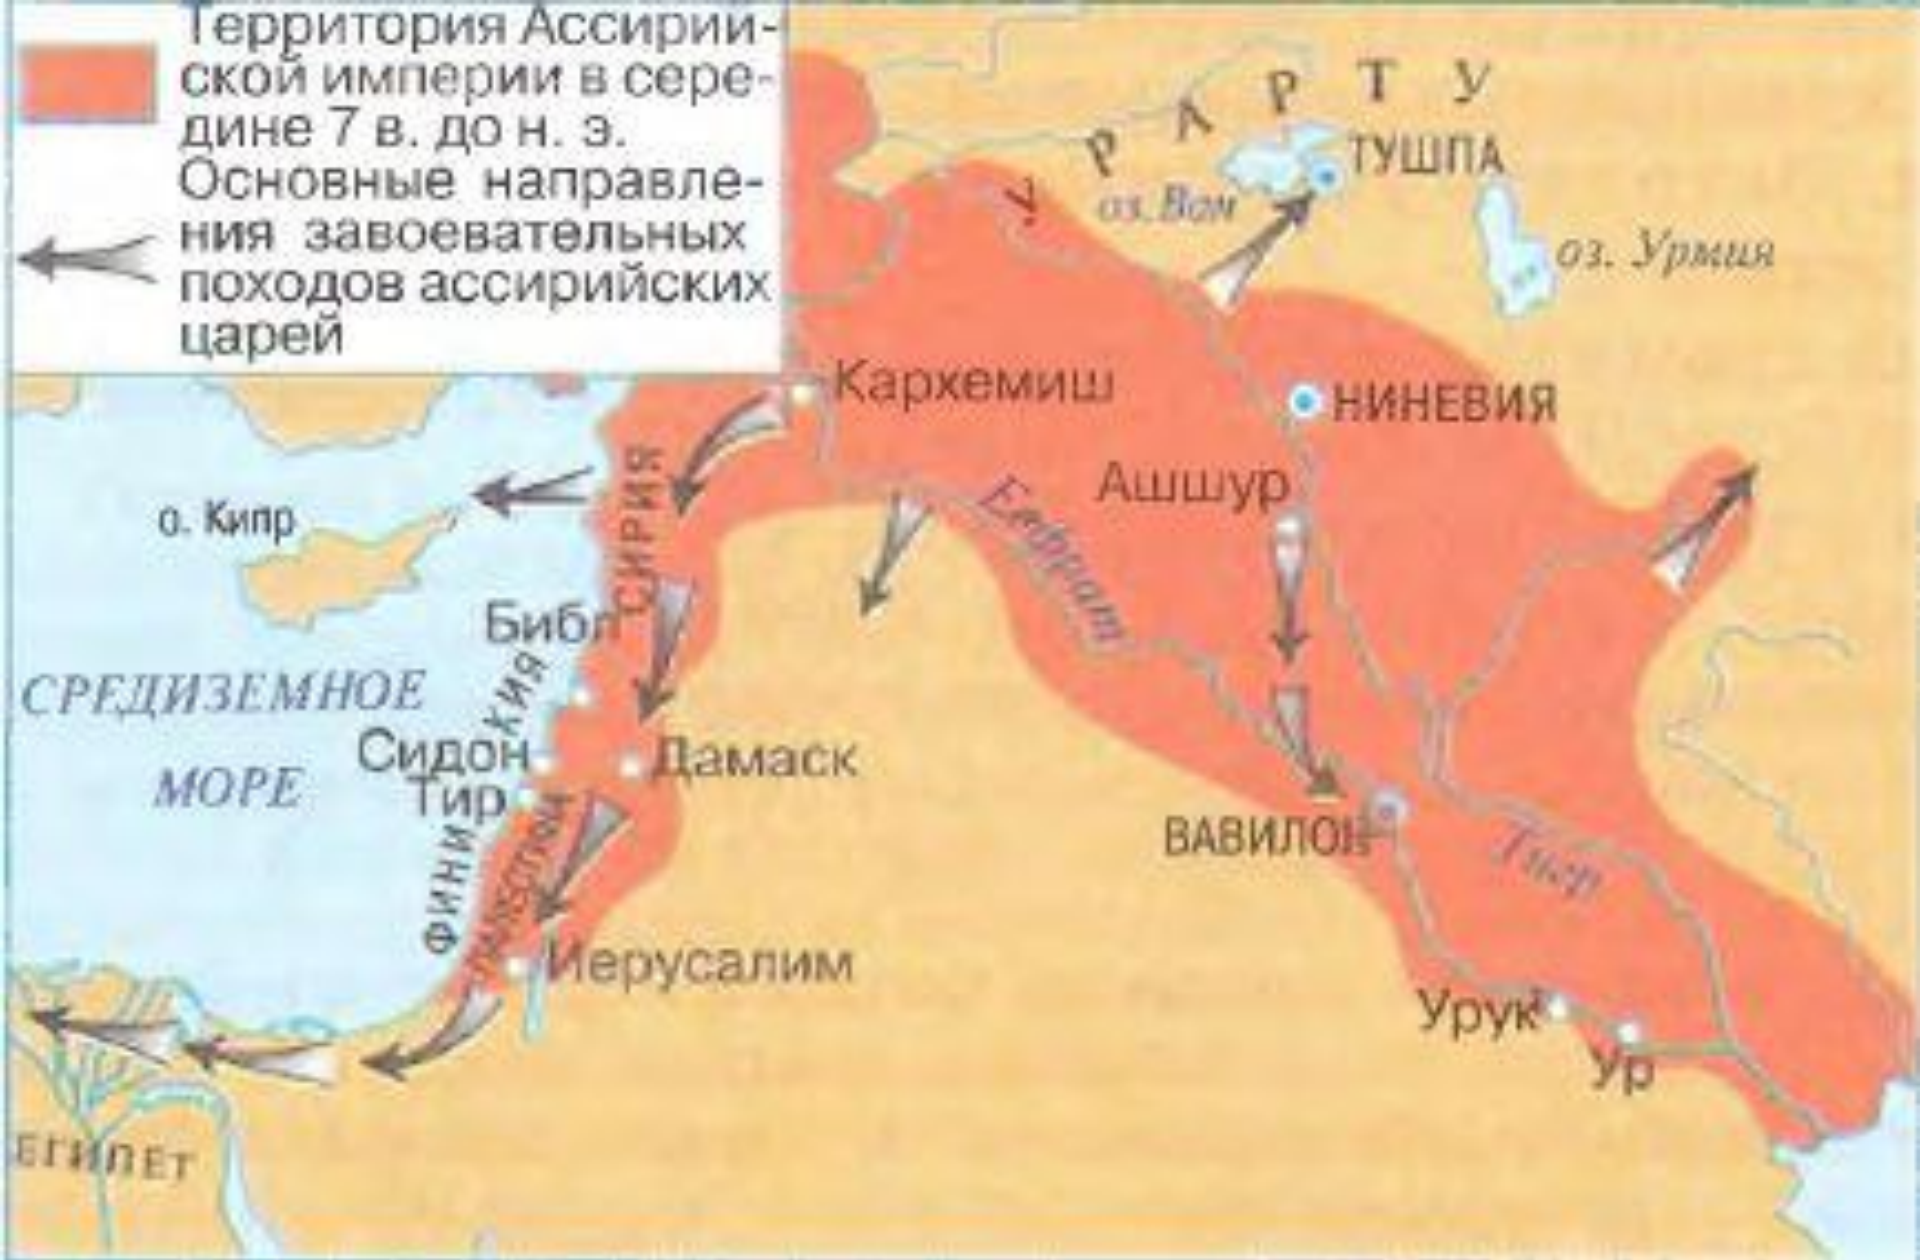 Территория Ассирий-
ской империи в сере-
дине 7 в. до н. э.
Основные направле-
ния завоевательных
походов ассирийских
царей
УРАРТУ
ТУШПА
оз. Ван
оз. Урмия
Кархемиш
НИНЕВИЯ
Ашшур
Евфрат
СИРИЯ
о. Кипр
Библ
СРЕДИЗЕМНОЕ
МОРЕ
ФИНИКИЯ
Сидон
Дамаск
Тир
ПАЛЕСТИНА
ВАВИЛОН
Тигр
Иерусалим
Урук
Ур
ЕГИПЕТ